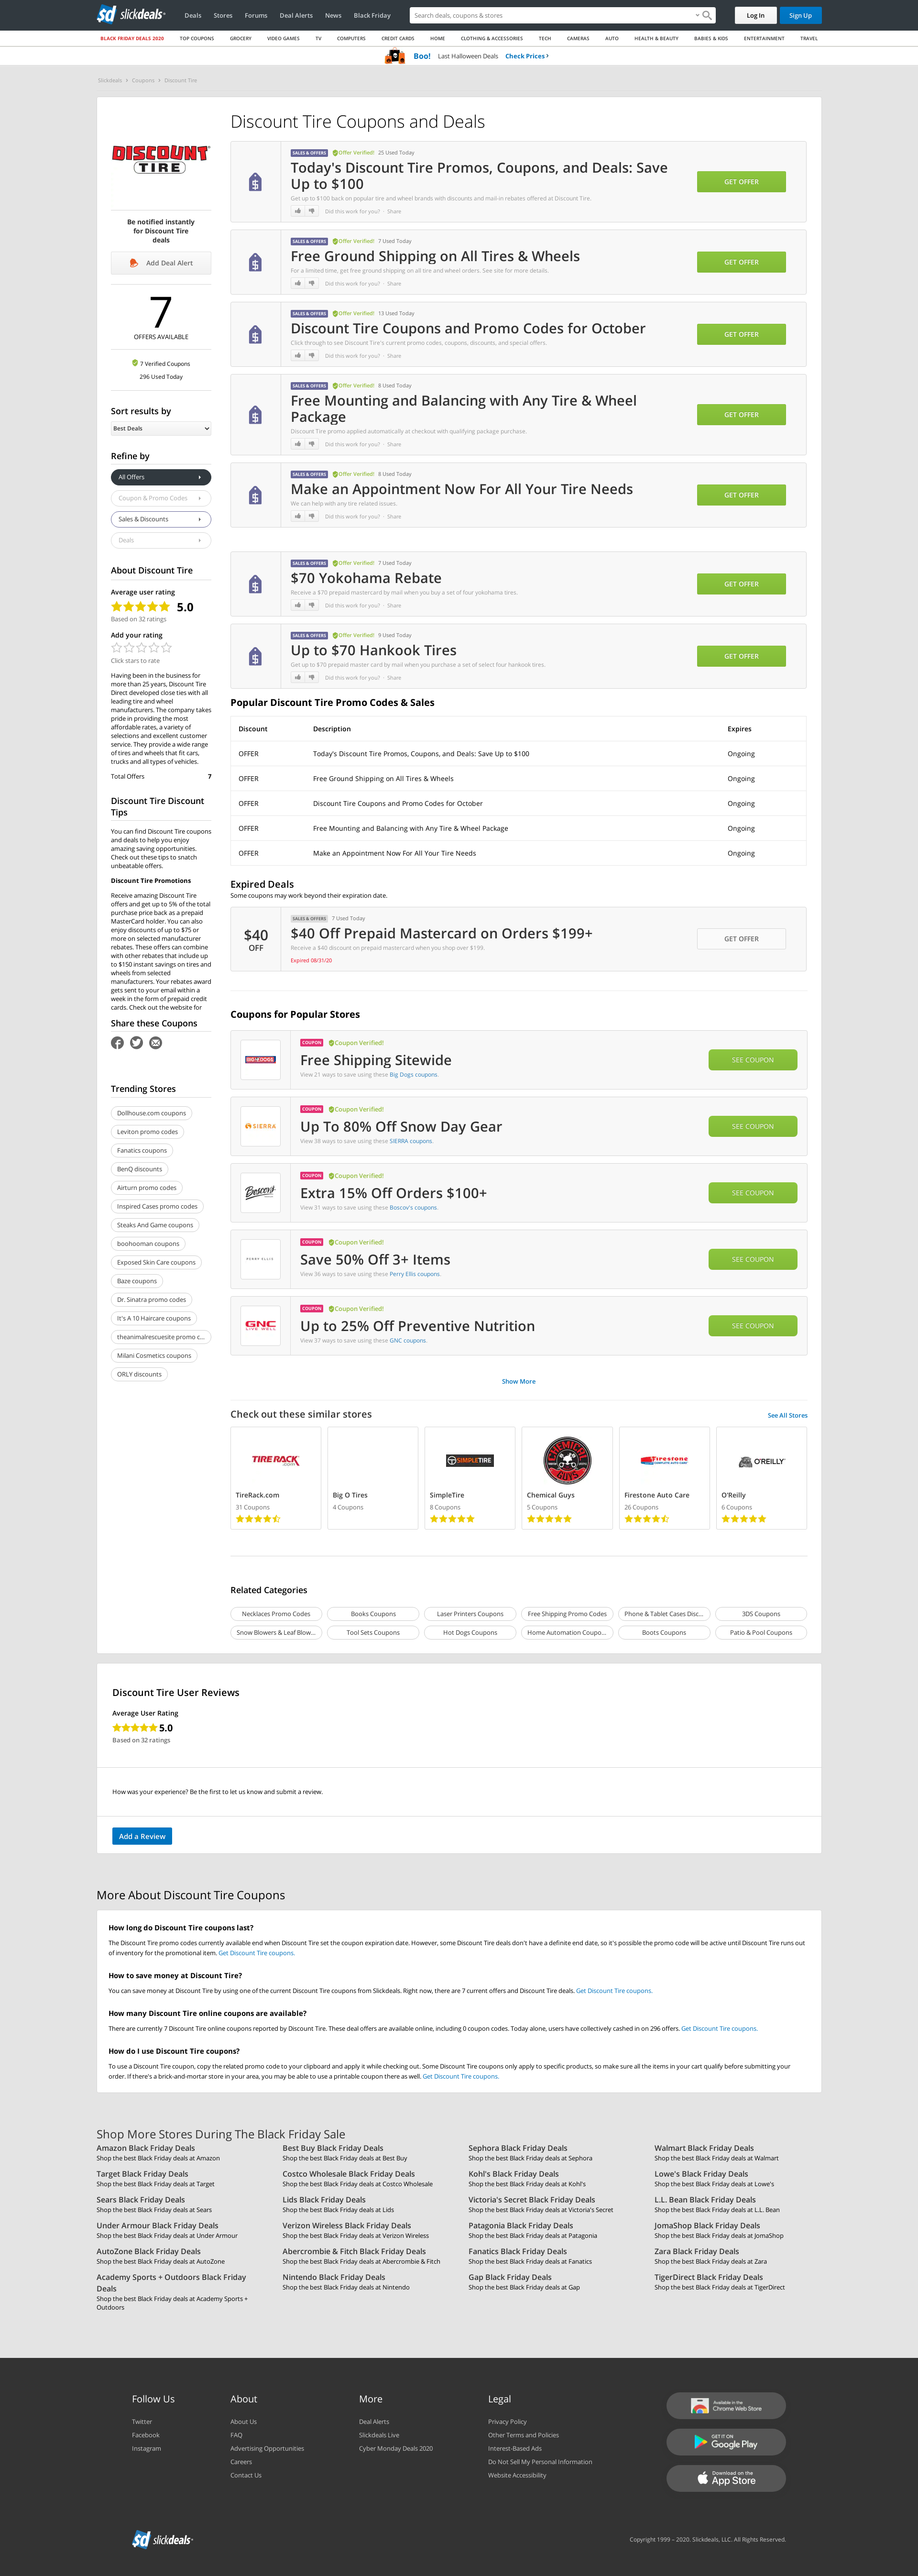 slickdeals
Deals Stores Forums Deal Alerts News Black Friday
Search deals, coupons & stores
Log In Sign Up
BLACK FRIDAY DEALS 2020 TOP COUPONS GROCERY VIDEO GAMES TV COMPUTERS CREDIT CARDS HOME CLOTHING & ACCESSORIES TECH CAMERAS AUTO HEALTH & BEAUTY BABIES & KIDS ENTERTAINMENT TRAVEL
Boo! Last Halloween Deals Check Prices
Slickdeals Coupons Discount Tire
DISCOUNT
TIRE
Be notified instantly
for Discount Tire
deals
Add Deal Alert
7
OFFERS AVAILABLE
7 Verified Coupons
296 Used Today
Sort results by
Best Deals
Refine by
All Offers
Coupon & Promo Codes
Sales & Discounts
Deals
About Discount Tire
Average user rating
5.0
Based on 32 ratings
Add your rating
Click stars to rate
Having been in the business for
more than 25 years, Discount Tire
Direct developed close ties with all
leading tire and wheel
manufacturers. The company takes
pride in providing the most
affordable rates, a variety of
selections and excellent customer
service. They provide a wide range
of tires and wheels that fit cars,
trucks and all types of vehicles.
Total Offers 7
Discount Tire Discount
Tips
You can find Discount Tire coupons
and deals to help you enjoy
amazing saving opportunities.
Check out these tips to snatch
unbeatable offers.
Discount Tire Promotions
Receive amazing Discount Tire
offers and get up to 5% of the total
purchase price back as a prepaid
MasterCard holder. You can also
enjoy discounts of up to $75 or
more on selected manufacturer
rebates. These offers can combine
with other rebates that include up
to $150 instant savings on tires and
wheels from selected
manufacturers. Your rebates award
gets sent to your email within a
week in the form of prepaid credit
cards. Check out the website for
Share these Coupons
Trending Stores
Dollhouse.com coupons
Leviton promo codes
Fanatics coupons
BenQ discounts
Airturn promo codes
Inspired Cases promo codes
Steaks And Game coupons
boohooman coupons
Exposed Skin Care coupons
Baze coupons
Dr. Sinatra promo codes
It's A 10 Haircare coupons
theanimalrescuesite promo c...
Milani Cosmetics coupons
ORLY discounts
Discount Tire Coupons and Deals
SALES & OFFERS Offer Verified! 25 Used Today
Today's Discount Tire Promos, Coupons, and Deals: Save
Up to $100
Get up to $100 back on popular tire and wheel brands with discounts and mail-in rebates offered at Discount Tire.
Did this work for you? · Share
GET OFFER
SALES & OFFERS Offer Verified! 7 Used Today
Free Ground Shipping on All Tires & Wheels
For a limited time, get free ground shipping on all tire and wheel orders. See site for more details.
Did this work for you? · Share
GET OFFER
SALES & OFFERS Offer Verified! 13 Used Today
Discount Tire Coupons and Promo Codes for October
Click through to see Discount Tire's current promo codes, coupons, discounts, and special offers.
Did this work for you? · Share
GET OFFER
SALES & OFFERS Offer Verified! 8 Used Today
Free Mounting and Balancing with Any Tire & Wheel
Package
Discount Tire promo applied automatically at checkout with qualifying package purchase.
Did this work for you? · Share
GET OFFER
SALES & OFFERS Offer Verified! 8 Used Today
Make an Appointment Now For All Your Tire Needs
We can help with any tire related issues.
Did this work for you? · Share
GET OFFER
SALES & OFFERS Offer Verified! 7 Used Today
$70 Yokohama Rebate
Receive a $70 prepaid mastercard by mail when you buy a set of four yokohama tires.
Did this work for you? · Share
GET OFFER
SALES & OFFERS Offer Verified! 9 Used Today
Up to $70 Hankook Tires
Get up to $70 prepaid master card by mail when you purchase a set of select four hankook tires.
Did this work for you? · Share
GET OFFER
Popular Discount Tire Promo Codes & Sales
Discount Description Expires
OFFER Today's Discount Tire Promos, Coupons, and Deals: Save Up to $100 Ongoing
OFFER Free Ground Shipping on All Tires & Wheels Ongoing
OFFER Discount Tire Coupons and Promo Codes for October Ongoing
OFFER Free Mounting and Balancing with Any Tire & Wheel Package Ongoing
OFFER Make an Appointment Now For All Your Tire Needs Ongoing
Expired Deals
Some coupons may work beyond their expiration date.
$40
OFF
SALES & OFFERS 7 Used Today
$40 Off Prepaid Mastercard on Orders $199+
Receive a $40 discount on prepaid mastercard when you shop over $199.
Expired 08/31/20
GET OFFER
Coupons for Popular Stores
BIG DOGS
COUPON Coupon Verified!
Free Shipping Sitewide
View 21 ways to save using these Big Dogs coupons.
SEE COUPON
SIERRA
COUPON Coupon Verified!
Up To 80% Off Snow Day Gear
View 38 ways to save using these SIERRA coupons.
SEE COUPON
Boscov's
COUPON Coupon Verified!
Extra 15% Off Orders $100+
View 31 ways to save using these Boscov's coupons.
SEE COUPON
PERRY ELLIS
COUPON Coupon Verified!
Save 50% Off 3+ Items
View 36 ways to save using these Perry Ellis coupons.
SEE COUPON
GNC
LIVE WELL
COUPON Coupon Verified!
Up to 25% Off Preventive Nutrition
View 37 ways to save using these GNC coupons.
SEE COUPON
Show More
Check out these similar stores See All Stores
TIRE RACK.com
TireRack.com
31 Coupons
Big O Tires
4 Coupons
SIMPLETIRE
SimpleTire
8 Coupons
CHEMICAL
GUYS
Chemical Guys
5 Coupons
Firestone
COMPLETE AUTO CARE
Firestone Auto Care
26 Coupons
O'REILLY
O'Reilly
6 Coupons
Related Categories
Necklaces Promo Codes Books Coupons Laser Printers Coupons Free Shipping Promo Codes Phone & Tablet Cases Disc... 3DS Coupons
Snow Blowers & Leaf Blow... Tool Sets Coupons Hot Dogs Coupons Home Automation Coupo... Boots Coupons Patio & Pool Coupons
Discount Tire User Reviews
Average User Rating
5.0
Based on 32 ratings
How was your experience? Be the first to let us know and submit a review.
Add a Review
More About Discount Tire Coupons
How long do Discount Tire coupons last?
The Discount Tire promo codes currently available end when Discount Tire set the coupon expiration date. However, some Discount Tire deals don't have a definite end date, so it's possible the promo code will be active until Discount Tire runs out
of inventory for the promotional item. Get Discount Tire coupons.
How to save money at Discount Tire?
You can save money at Discount Tire by using one of the current Discount Tire coupons from Slickdeals. Right now, there are 7 current offers and Discount Tire deals. Get Discount Tire coupons.
How many Discount Tire online coupons are available?
There are currently 7 Discount Tire online coupons reported by Discount Tire. These deal offers are available online, including 0 coupon codes. Today alone, users have collectively cashed in on 296 offers. Get Discount Tire coupons.
How do I use Discount Tire coupons?
To use a Discount Tire coupon, copy the related promo code to your clipboard and apply it while checking out. Some Discount Tire coupons only apply to specific products, so make sure all the items in your cart qualify before submitting your
order. If there's a brick-and-mortar store in your area, you may be able to use a printable coupon there as well. Get Discount Tire coupons.
Shop More Stores During The Black Friday Sale
Amazon Black Friday Deals Best Buy Black Friday Deals Sephora Black Friday Deals Walmart Black Friday Deals
Shop the best Black Friday deals at Amazon Shop the best Black Friday deals at Best Buy Shop the best Black Friday deals at Sephora Shop the best Black Friday deals at Walmart
Target Black Friday Deals Costco Wholesale Black Friday Deals Kohl's Black Friday Deals Lowe's Black Friday Deals
Shop the best Black Friday deals at Target Shop the best Black Friday deals at Costco Wholesale Shop the best Black Friday deals at Kohl's Shop the best Black Friday deals at Lowe's
Sears Black Friday Deals Lids Black Friday Deals Victoria's Secret Black Friday Deals L.L. Bean Black Friday Deals
Shop the best Black Friday deals at Sears Shop the best Black Friday deals at Lids Shop the best Black Friday deals at Victoria's Secret Shop the best Black Friday deals at L.L. Bean
Under Armour Black Friday Deals Verizon Wireless Black Friday Deals Patagonia Black Friday Deals JomaShop Black Friday Deals
Shop the best Black Friday deals at Under Armour Shop the best Black Friday deals at Verizon Wireless Shop the best Black Friday deals at Patagonia Shop the best Black Friday deals at JomaShop
AutoZone Black Friday Deals Abercrombie & Fitch Black Friday Deals Fanatics Black Friday Deals Zara Black Friday Deals
Shop the best Black Friday deals at AutoZone Shop the best Black Friday deals at Abercrombie & Fitch Shop the best Black Friday deals at Fanatics Shop the best Black Friday deals at Zara
Academy Sports + Outdoors Black Friday
Deals
Shop the best Black Friday deals at Academy Sports +
Outdoors
Nintendo Black Friday Deals Gap Black Friday Deals TigerDirect Black Friday Deals
Shop the best Black Friday deals at Nintendo Shop the best Black Friday deals at Gap Shop the best Black Friday deals at TigerDirect
Follow Us
Twitter
Facebook
Instagram
About
About Us
FAQ
Advertising Opportunities
Careers
Contact Us
More
Deal Alerts
Slickdeals Live
Cyber Monday Deals 2020
Legal
Privacy Policy
Other Terms and Policies
Interest-Based Ads
Do Not Sell My Personal Information
Website Accessibility
Available in the
Chrome Web Store
GET IT ON
Google Play
Download on the
App Store
slickdeals
Copyright 1999 – 2020. Slickdeals, LLC. All Rights Reserved.